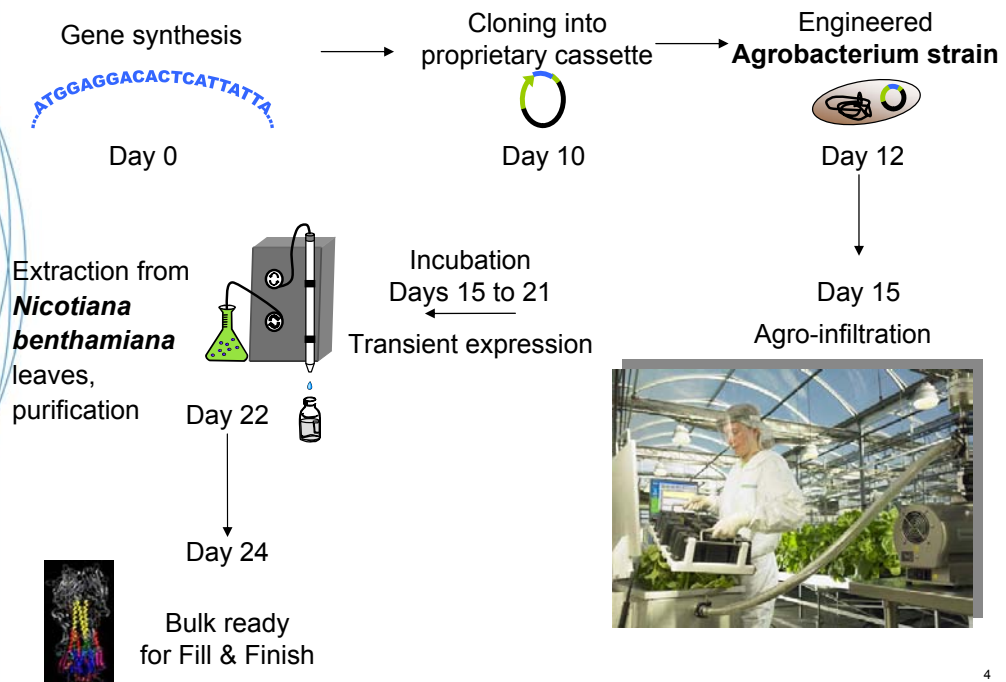 Gene synthesis
...ATGGAGGACACTCATTATTA...
Day 0
Cloning into
proprietary cassette
Day 10
Engineered
Agrobacterium strain
Day 12
Day 15
Agro-infiltration
Incubation
Days 15 to 21
Transient expression
Extraction from
Nicotiana
benthamiana
leaves,
purification
Day 22
Day 24
Bulk ready
for Fill & Finish
4